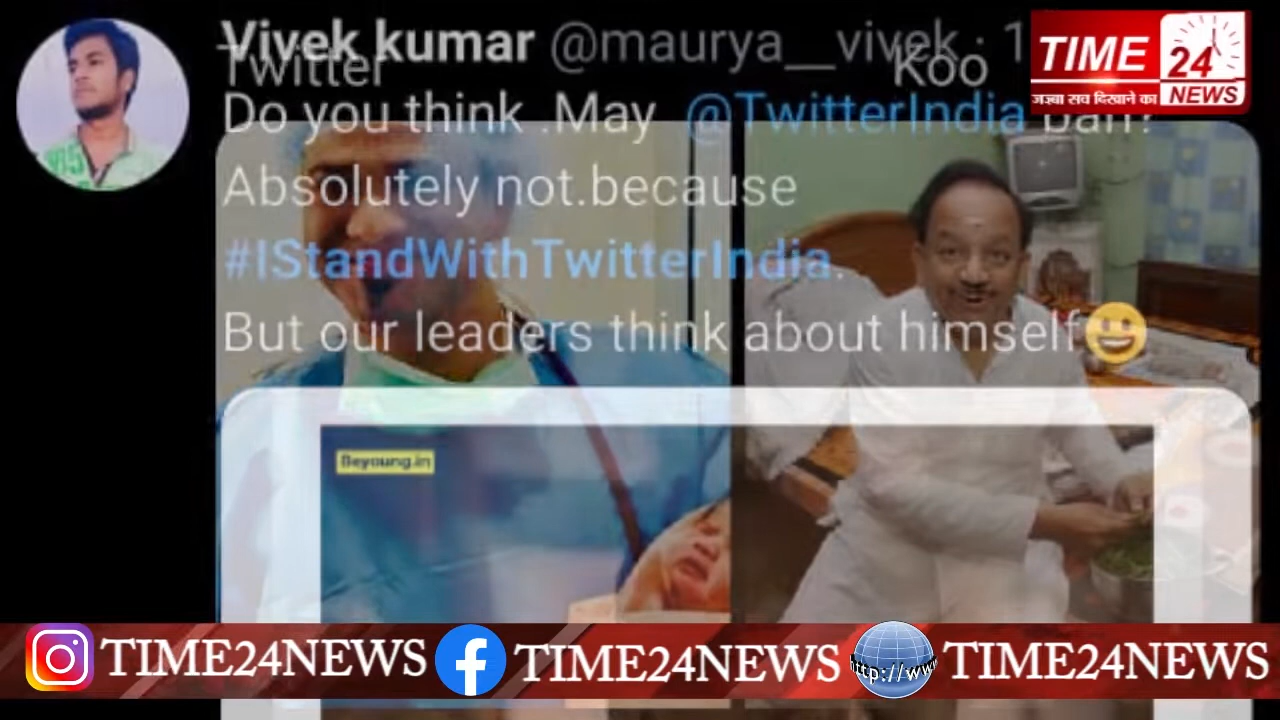 Vivek kumar @maurya__vivek · 1
Twitter
Koo
Do you think .May @TwitterIndia ban?
Absolutely not.because
#IStandWithTwitterIndia.
But our leaders think about himself😀
TIME 24 NEWS
जज़्बा सच दिखाने का
Beyoung.in
TIME24NEWS
TIME24NEWS
http://ww
TIME24NEWS